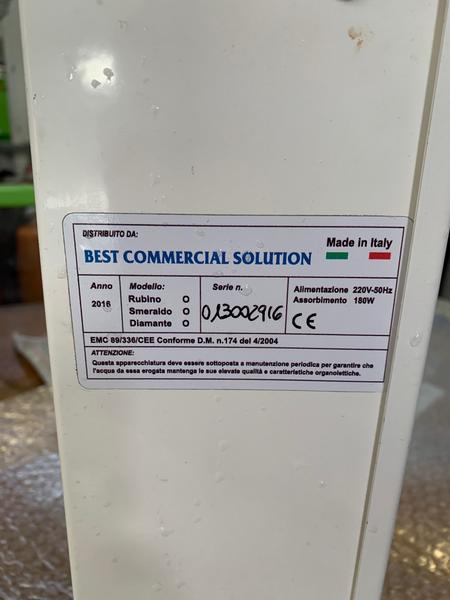 DISTRIBUITO DA:
BEST COMMERCIAL SOLUTION
Made in Italy
Anno
2016
Modello:
Rubino O
Smeraldo O
Diamante O
Serie n.
013002916
Alimentazione 220V-50Hz
Assorbimento 180W
CE
EMC 89/336/CEE Conforme D.M. n.174 del 4/2004
ATTENZIONE:
Questa apparecchiatura deve essere sottoposta a manutenzione periodica per garantire che
l'acqua da essa erogata mantenga le sue elevate qualità e caratteristiche organolettiche.